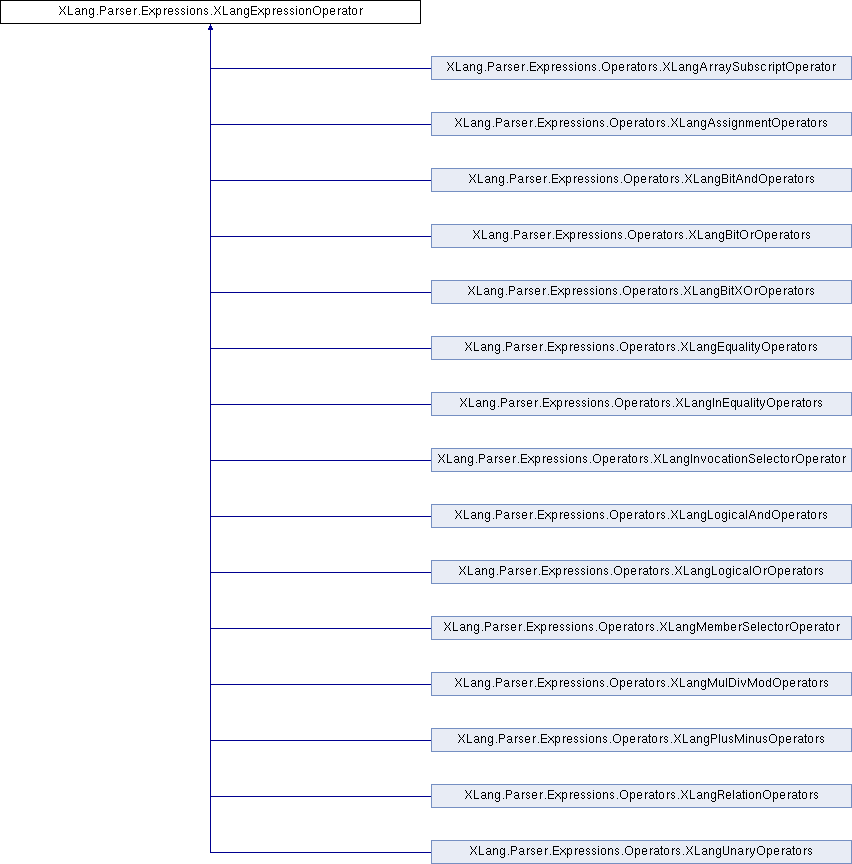 XLang.Parser.Expressions.XLangExpressionOperator
XLang.Parser.Expressions.Operators.XLangArraySubscriptOperator
XLang.Parser.Expressions.Operators.XLangAssignmentOperators
XLang.Parser.Expressions.Operators.XLangBitAndOperators
XLang.Parser.Expressions.Operators.XLangBitOrOperators
XLang.Parser.Expressions.Operators.XLangBitXOrOperators
XLang.Parser.Expressions.Operators.XLangEqualityOperators
XLang.Parser.Expressions.Operators.XLangInEqualityOperators
XLang.Parser.Expressions.Operators.XLangInvocationSelectorOperator
XLang.Parser.Expressions.Operators.XLangLogicalAndOperators
XLang.Parser.Expressions.Operators.XLangLogicalOrOperators
XLang.Parser.Expressions.Operators.XLangMemberSelectorOperator
XLang.Parser.Expressions.Operators.XLangMulDivModOperators
XLang.Parser.Expressions.Operators.XLangPlusMinusOperators
XLang.Parser.Expressions.Operators.XLangRelationOperators
XLang.Parser.Expressions.Operators.XLangUnaryOperators